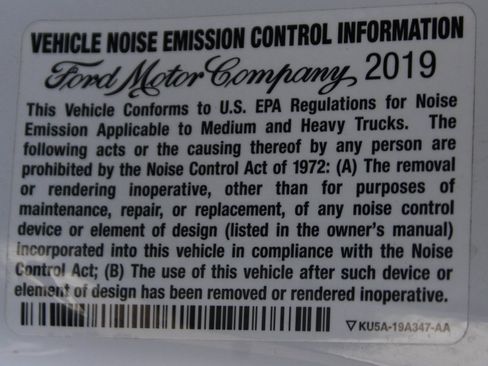 VEHICLE NOISE EMISSION CONTROL INFORMATION
Ford Motor Company, 2019
This Vehicle Conforms to U.S. EPA Regulations for Noise
Emission Applicable to Medium and Heavy Trucks. The
following acts or the causing thereof by any person are
prohibited by the Noise Control Act of 1972: (A) The removal
or rendering inoperative, other than for purposes of
maintenance, repair, or replacement, of any noise control
device or element of design (listed in the owner's manual)
incorporated into this vehicle in compliance with the Noise
Control Act; (B) The use of this vehicle after such device or
element of design has been removed or rendered inoperative.
▽ KU5A-19A347-AA